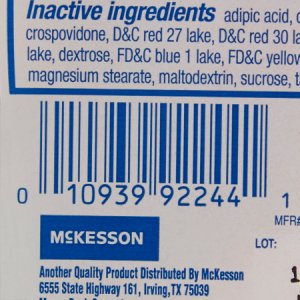 Inactive ingredients adipic acid,
crospovidone, D&C red 27 lake, D&C red 30
lake, dextrose, FD&C blue 1 lake, FD&C
magnesium stearate, maltodextrin, sucrose,
0 10939 92244 1
MFR#
MCKESSON
LOT:
Another Quality Product Distributed By McKesson
6555 State Highway 161, Irving, TX 75039